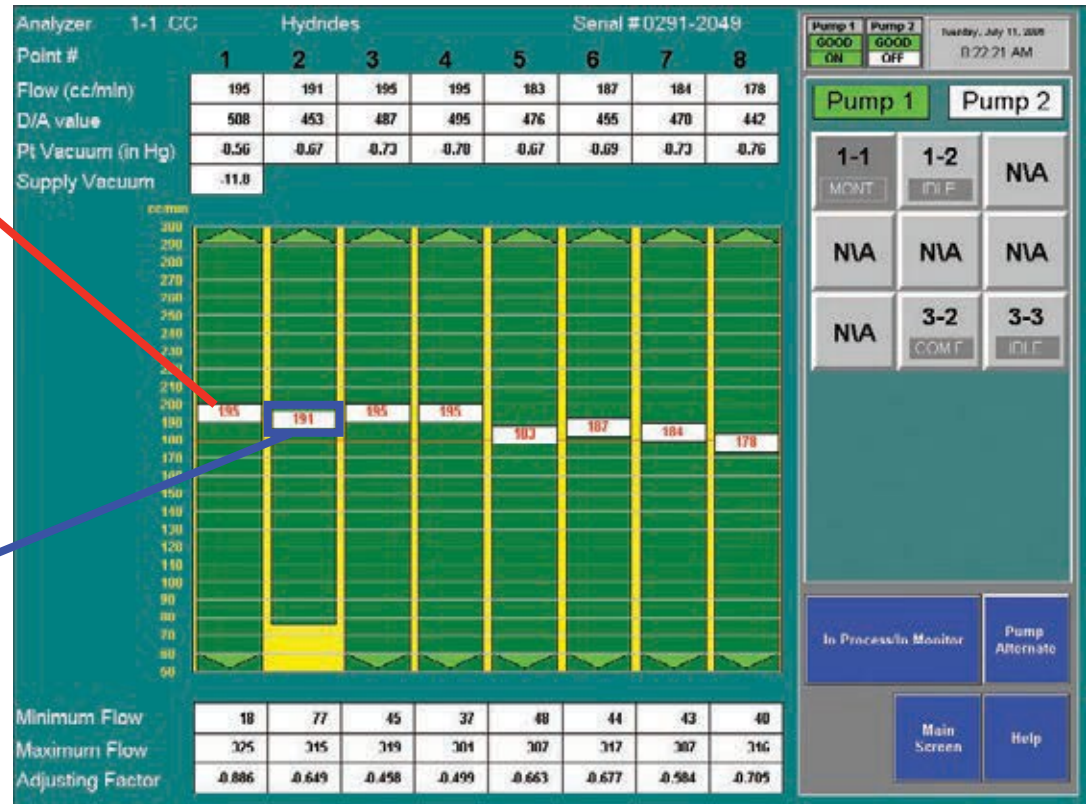 Analyzer 1-1 CC Hydrides Serial #0291-2049
Point # 1 2 3 4 5 6 7 8
Flow (cc/min) 195 191 195 195 183 187 184 178
D/A value 508 453 487 495 476 455 470 442
Pt Vacuum (in Hg) -0.56 -0.67 -0.73 -0.70 -0.67 -0.69 -0.73 -0.76
Supply Vacuum -11.8
cc/min
300
290
280
270
260
250
240
230
220
210
200
190
180
170
160
150
140
130
120
110
100
90
80
70
60
50
195 191 195 195 183 187 184 178
Minimum Flow 18 77 45 37 48 44 43 40
Maximum Flow 325 315 319 301 307 317 307 316
Adjusting Factor -0.886 -0.649 -0.458 -0.499 -0.663 -0.677 -0.584 -0.705
Pump 1 Pump 2
GOOD GOOD
ON OFF
July 11,
8:22:21 AM
Pump 1 Pump 2
1-1 1-2 N\A
MONT IDLE
N\A N\A N\A
N\A 3-2 3-3
IDLE
In Process/In Monitor
Pump
Alternate
Main
Screen
Help